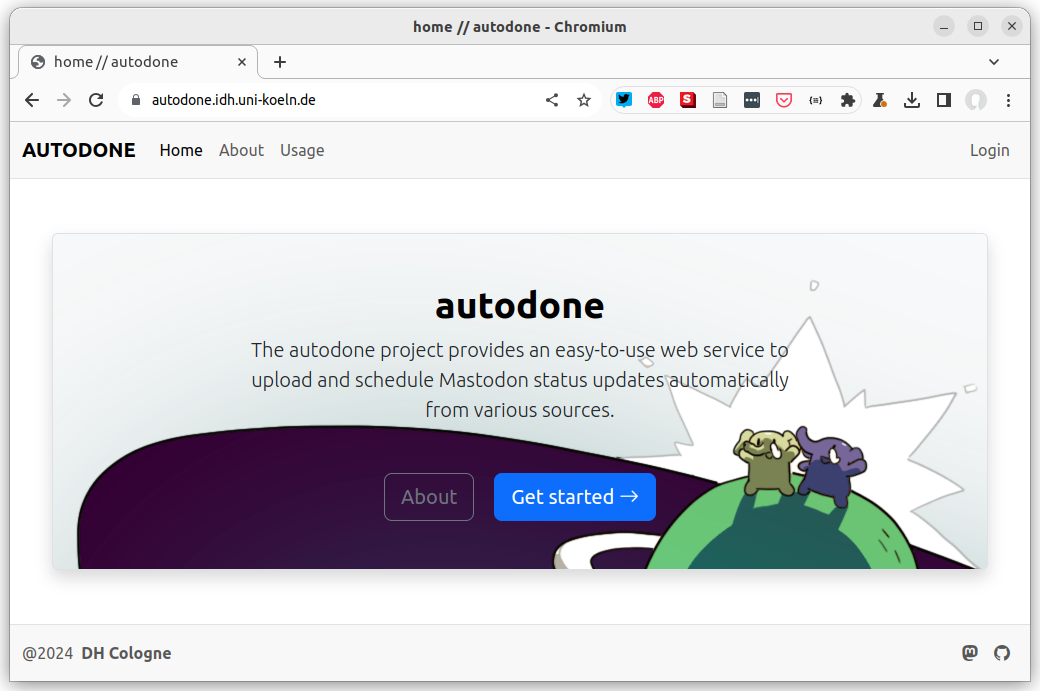 home // autodone - Chromium
home // autodone
autodone.idh.uni-koeln.de
ABP
S
{≡}
AUTODONE Home About Usage Login
autodone
The autodone project provides an easy-to-use web service to
upload and schedule Mastodon status updates automatically
from various sources.
About Get started →
@2024 DH Cologne